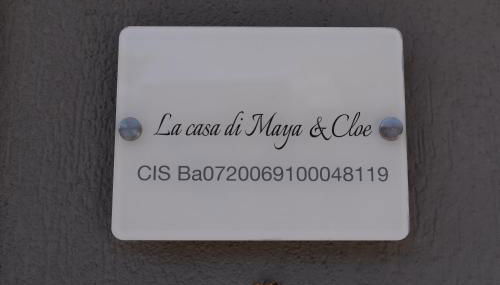 La casa di Maya & Cloe
CIS Ba0720069100048119